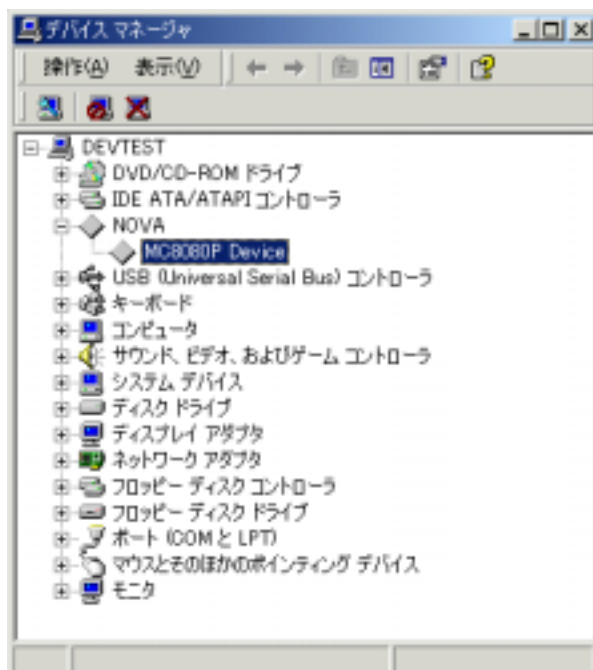 デバイス マネージャ
操作(A) 表示(V)
DEVTEST
DVD/CD-ROM ドライブ
IDE ATA/ATAPI コントローラ
NOVA
MC8080P Device
USB (Universal Serial Bus) コントローラ
キーボード
コンピュータ
サウンド、ビデオ、およびゲーム コントローラ
システム デバイス
ディスク ドライブ
ディスプレイ アダプタ
ネットワーク アダプタ
フロッピー ディスク コントローラ
フロッピー ディスク ドライブ
ポート (COM と LPT)
マウスとそのほかのポインティング デバイス
モニタ